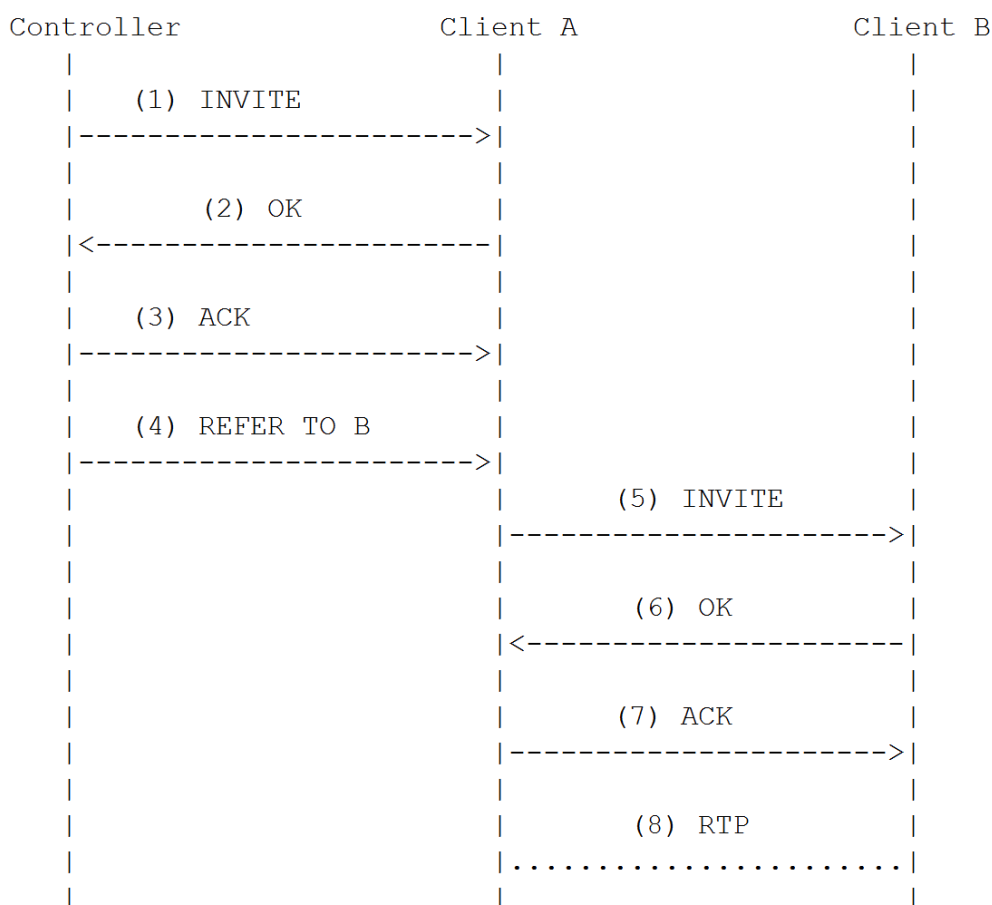 Controller Client A Client B
(1) INVITE
(2) OK
(3) ACK
(4) REFER TO B
(5) INVITE
(6) OK
(7) ACK
(8) RTP